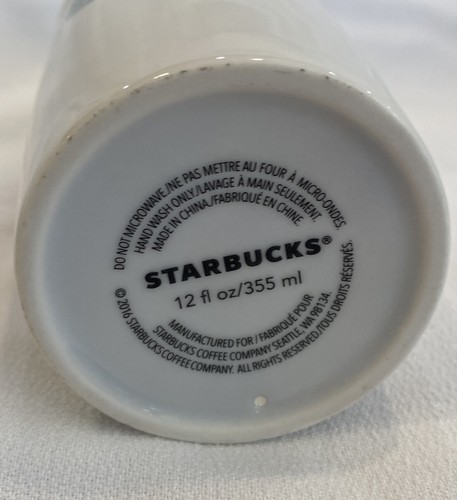 DO NOT MICROWAVE./NE PAS METTRE AU FOUR À MICRO-ONDES.
HAND WASH ONLY./LAVAGE À MAIN SEULEMENT.
MADE IN CHINA./FABRIQUÉ EN CHINE.
STARBUCKS®
12 fl oz/355 ml
MANUFACTURED FOR / FABRIQUÉ POUR
STARBUCKS COFFEE COMPANY SEATTLE, WA 98134.
© 2016 STARBUCKS COFFEE COMPANY. ALL RIGHTS RESERVED./TOUS DROITS RÉSERVÉS.